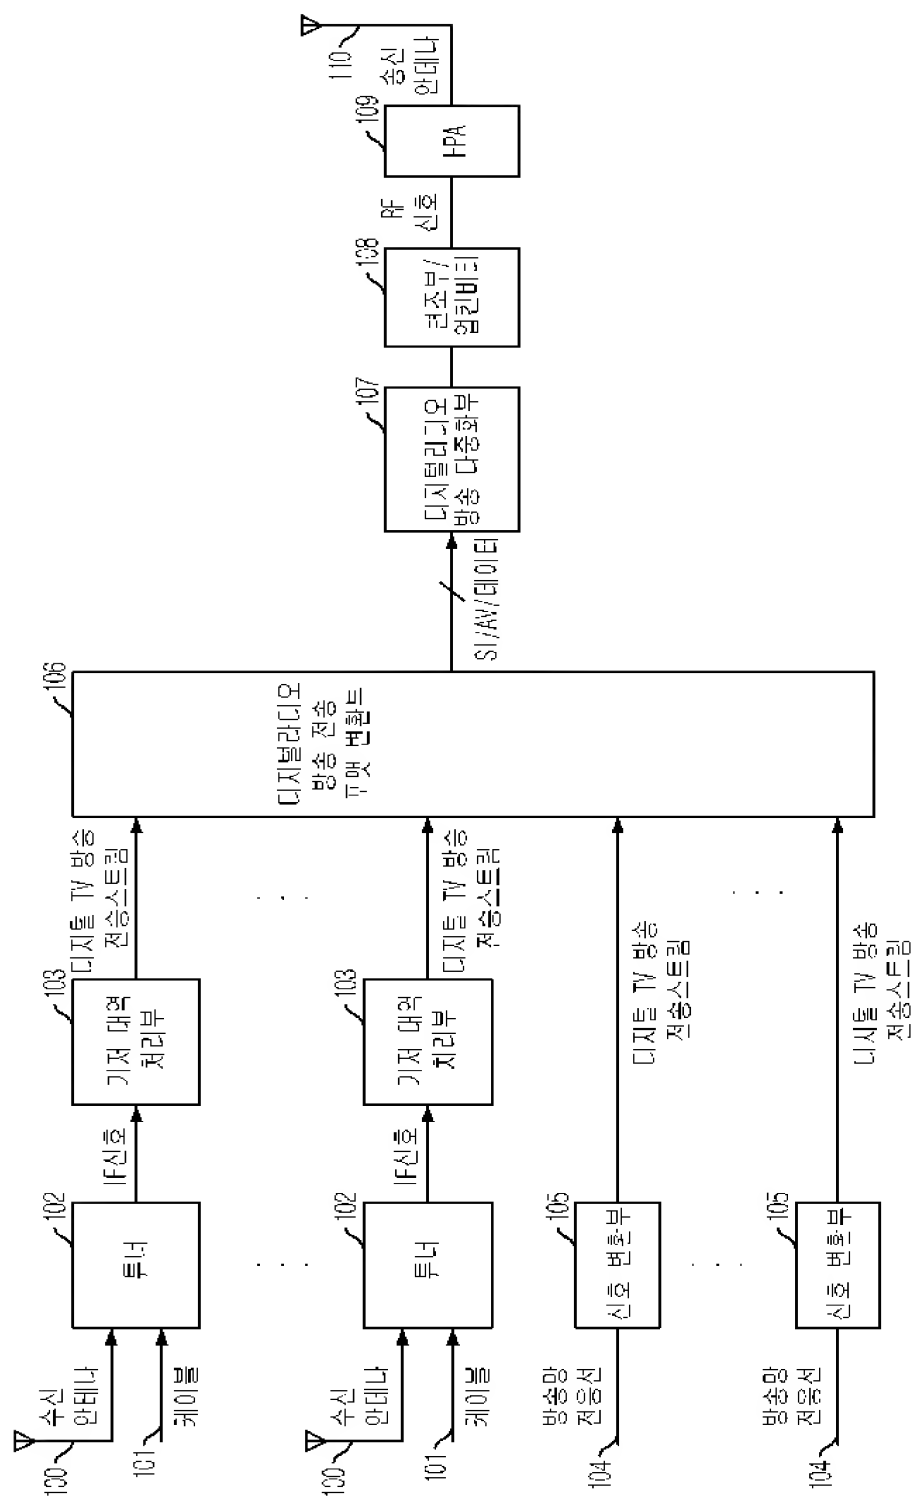 수신
안테나
100
케이블
101
102
튜너
IF신호
103
기저 대역
처리부
디지털 TV 방송
전송스트림
106
디지털라디오
방송 전송
포맷 변환부
수신
안테나
100
케이블
101
102
튜너
IF신호
103
기저 대역
처리부
디지털 TV 방송
전송스트림
SI/AV/데이터
107
디지털라디오
방송 다중화부
108
변조부/
업컨버터
RF
신호
109
HPA
110
송신
안테나
방송망
전용선
104
105
신호 변환부
디지털 TV 방송
전송스트림
방송망
전용선
104
105
신호 변환부
디지털 TV 방송
전송스트림